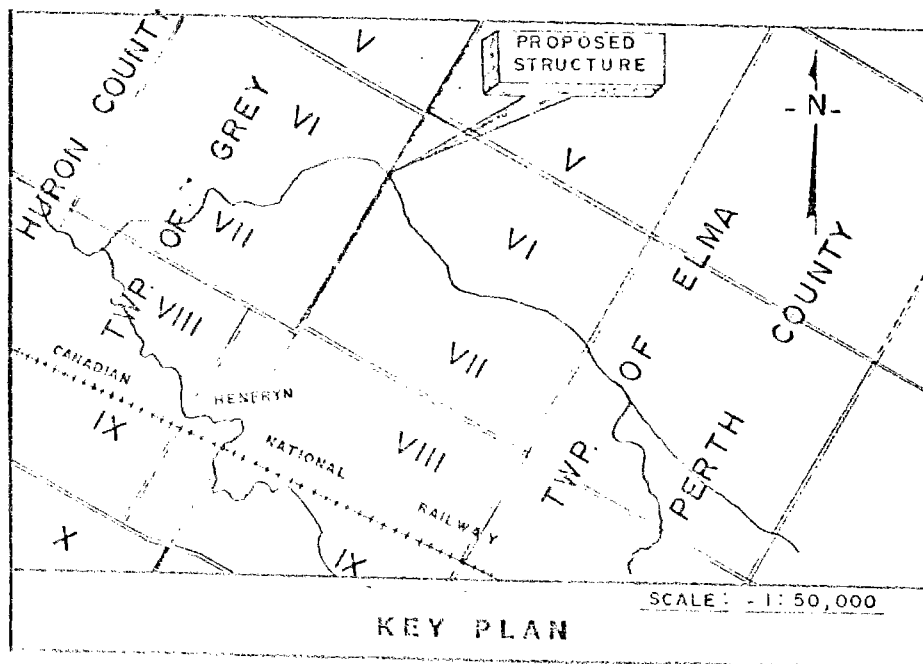 PROPOSED
STRUCTURE
- N -
HURON COUNTY
TWP. OF GREY
V
VI
VII
VIII
IX
X
V
VI
VII
VIII
IX
TWP. OF ELMA
PERTH COUNTY
CANADIAN NATIONAL RAILWAY
HENFRYN
SCALE: - 1:50,000
KEY PLAN